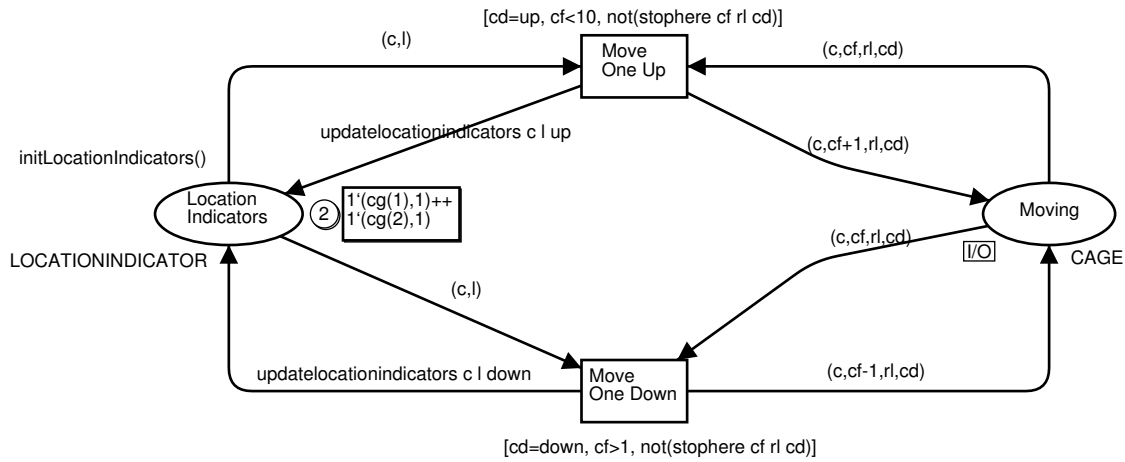 [cd=up, cf<10, not(stophere cf rl cd)]
(c,l)
Move
One Up
(c,cf,rl,cd)
updatelocationindicators c l up
(c,cf+1,rl,cd)
initLocationIndicators()
Location
Indicators
2
1‘(cg(1),1)++
1‘(cg(2),1)
Moving
(c,cf,rl,cd)
I/O
LOCATIONINDICATOR
CAGE
(c,l)
updatelocationindicators c l down
Move
One Down
(c,cf-1,rl,cd)
[cd=down, cf>1, not(stophere cf rl cd)]